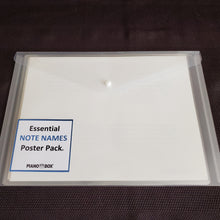 Essential
NOTE NAMES
Poster Pack.
PIANO BOX